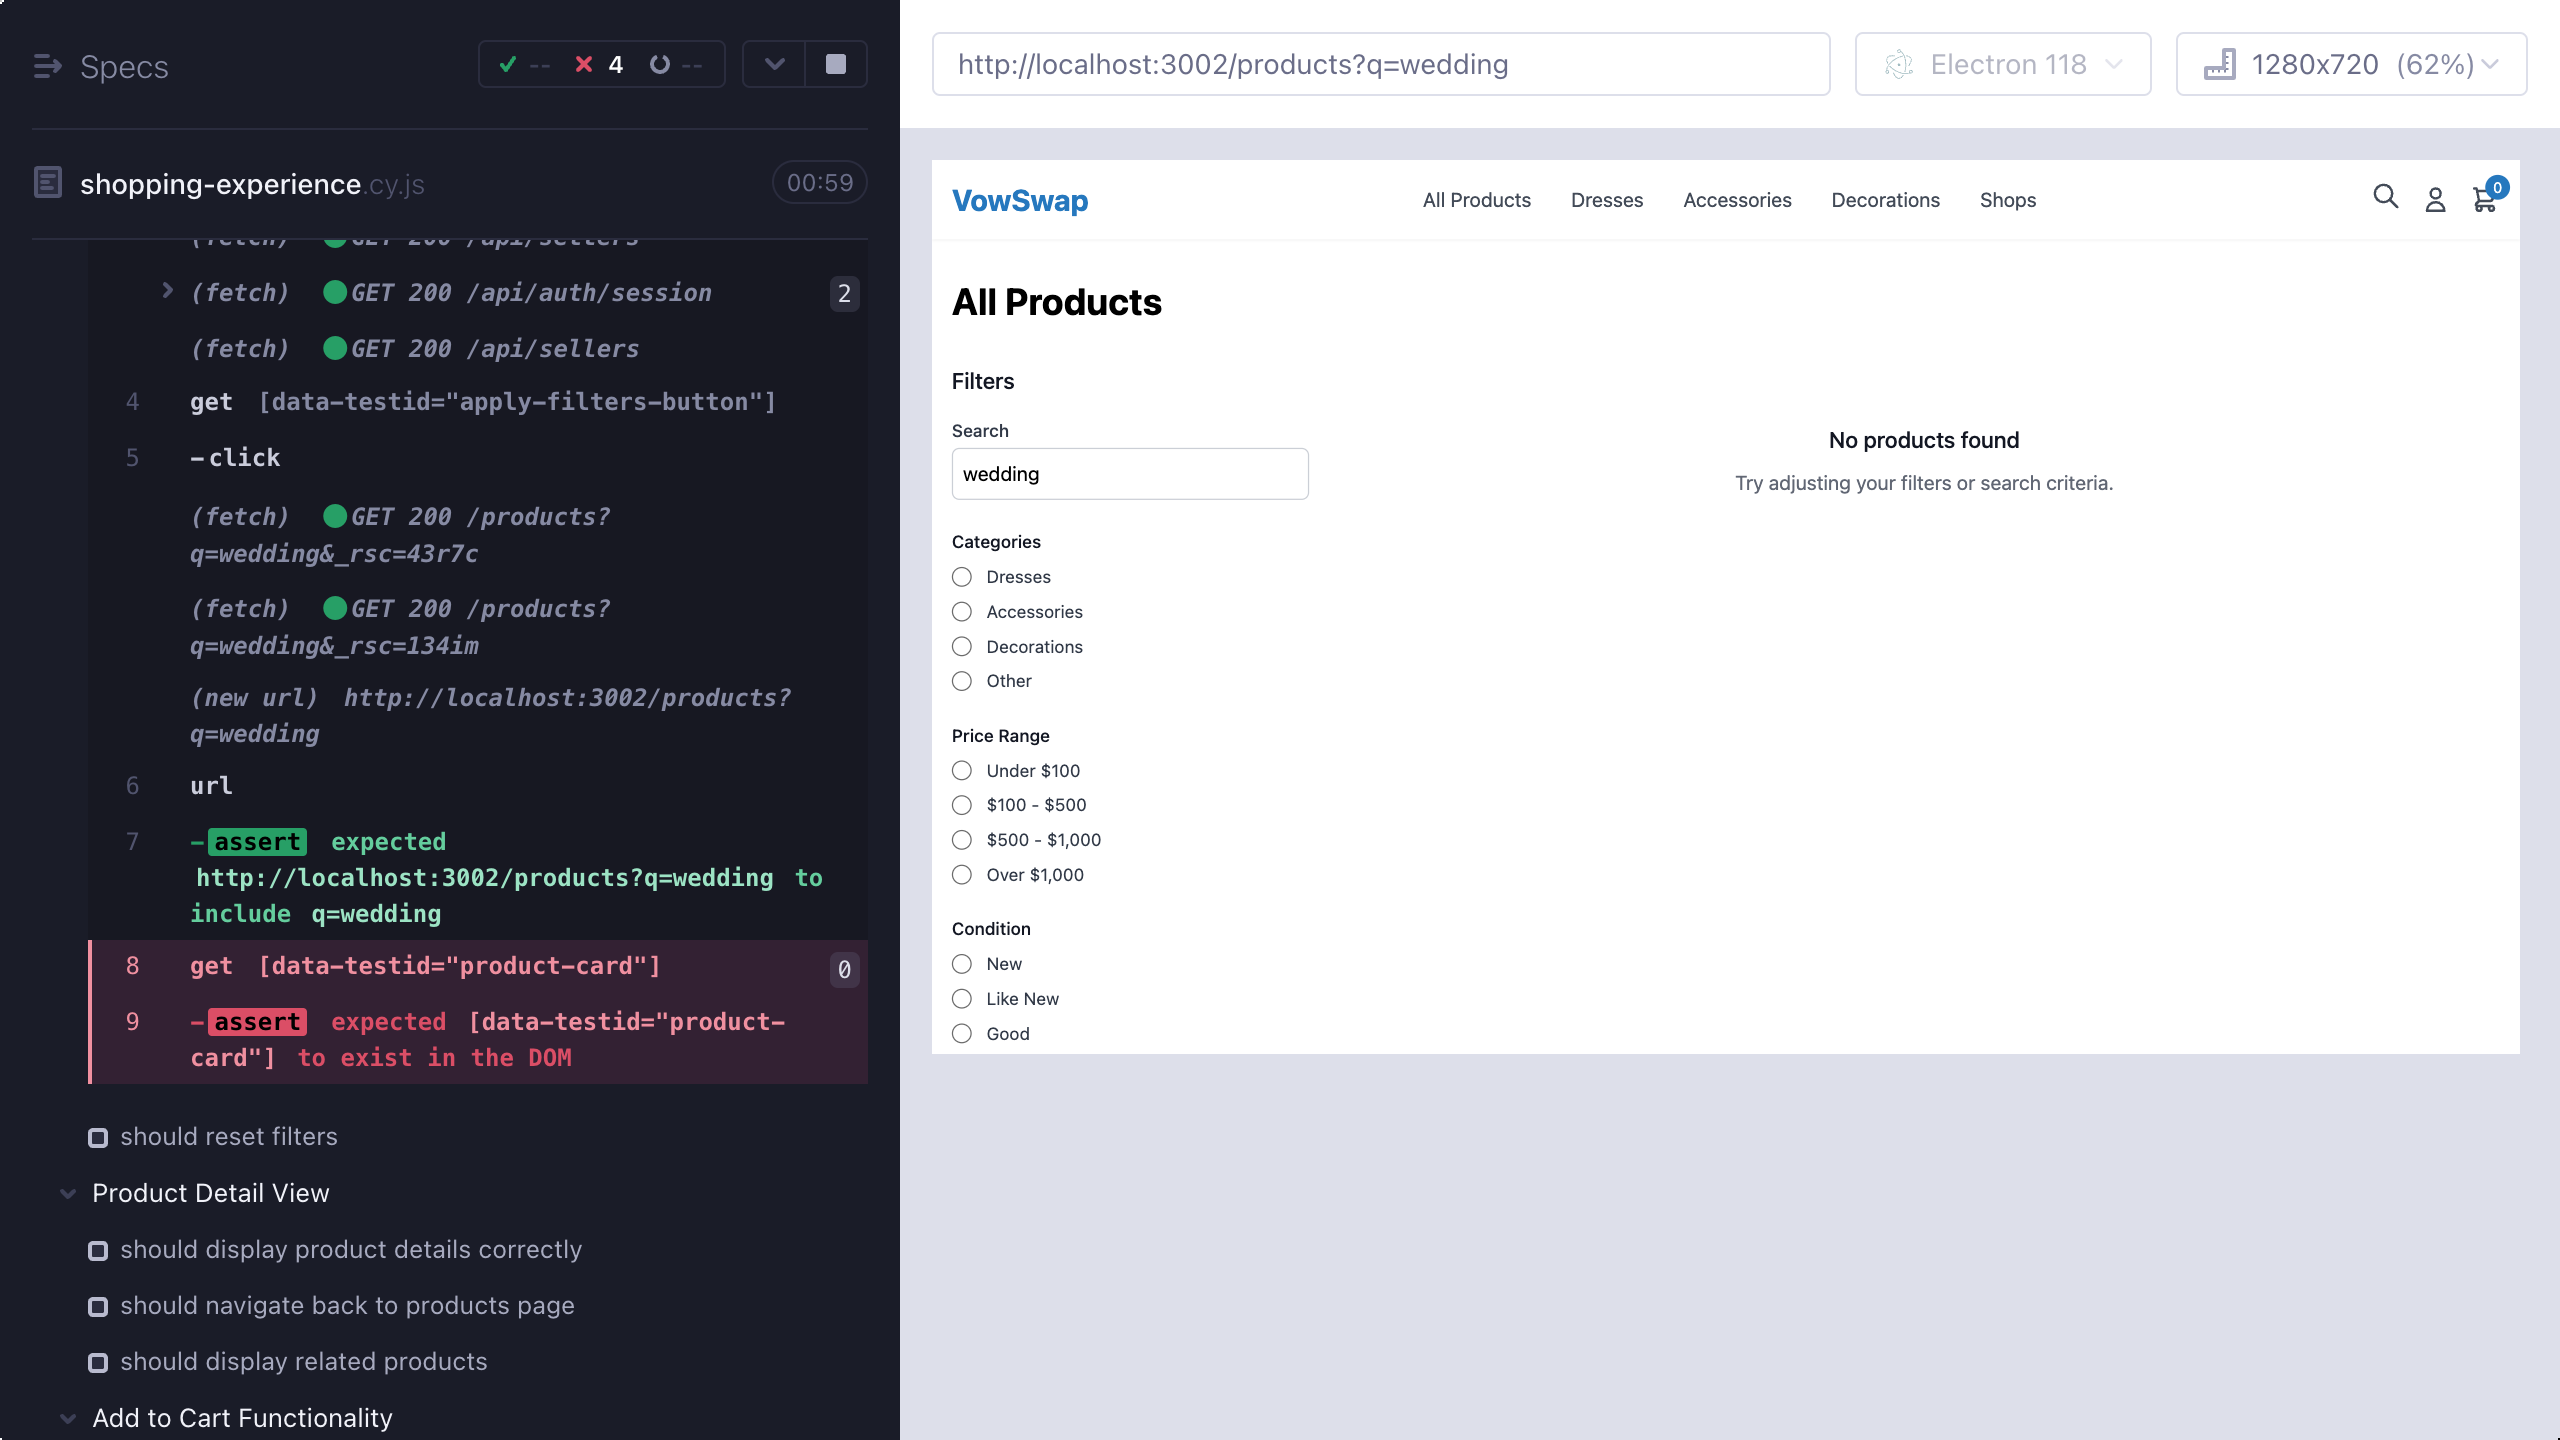 Specs
-- 4 --
shopping-experience.cy.js 00:59
(fetch) GET 200 /api/sellers
(fetch) GET 200 /api/auth/session 2
(fetch) GET 200 /api/sellers
4 get [data-testid="apply-filters-button"]
5 -click
(fetch) GET 200 /products?
q=wedding&_rsc=43r7c
(fetch) GET 200 /products?
q=wedding&_rsc=134im
(new url) http://localhost:3002/products?
q=wedding
6 url
7 -assert expected
http://localhost:3002/products?q=wedding to
include q=wedding
8 get [data-testid="product-card"] 0
9 -assert expected [data-testid="product-
card"] to exist in the DOM
should reset filters
Product Detail View
should display product details correctly
should navigate back to products page
should display related products
Add to Cart Functionality
http://localhost:3002/products?q=wedding
Electron 118
1280x720 (62%)
VowSwap
All Products Dresses Accessories Decorations Shops
0
All Products
Filters
Search
wedding
Categories
Dresses
Accessories
Decorations
Other
Price Range
Under $100
$100 - $500
$500 - $1,000
Over $1,000
Condition
New
Like New
Good
No products found
Try adjusting your filters or search criteria.